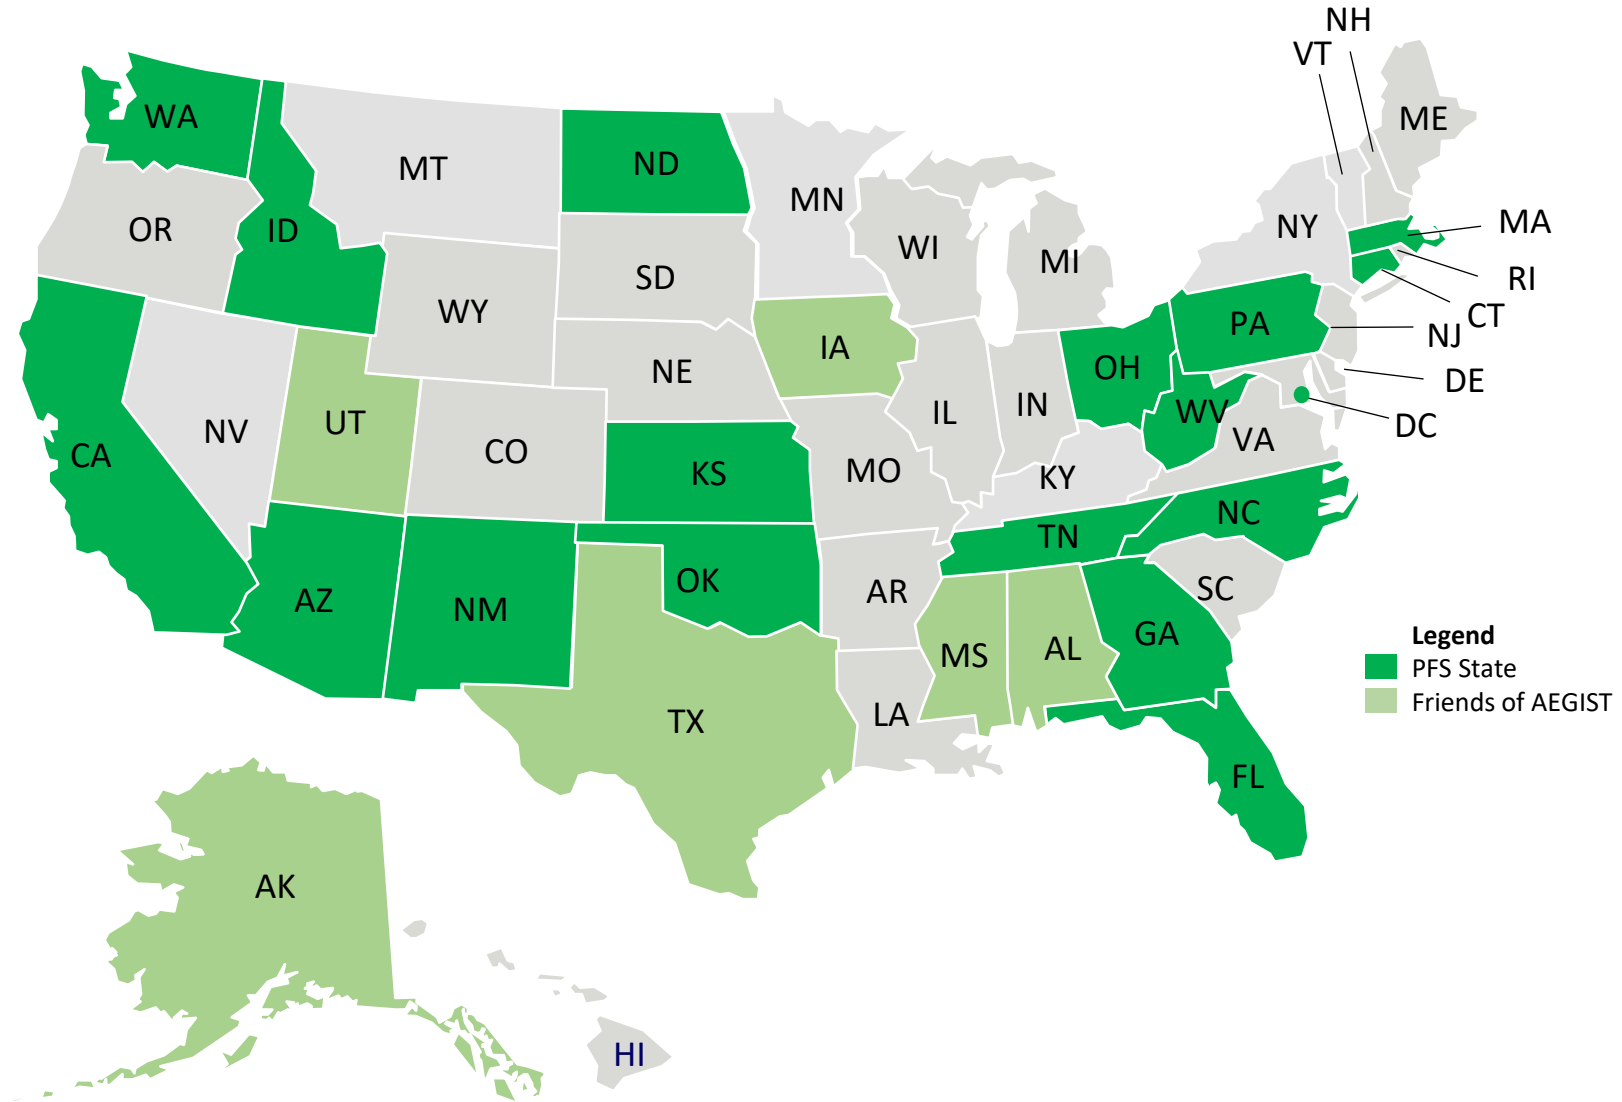 NH
VT
ME
WA
MT
ND
MN
OR
ID
NY
MA
WI
MI
RI
SD
WY
CT
PA
NJ
IA
NE
OH
DE
IL
IN
WV
DC
NV
UT
CO
VA
CA
KS
MO
KY
NC
TN
AZ
NM
OK
AR
SC
MS
AL
GA
Legend
PFS State
Friends of AEGIST
TX
LA
FL
AK
HI